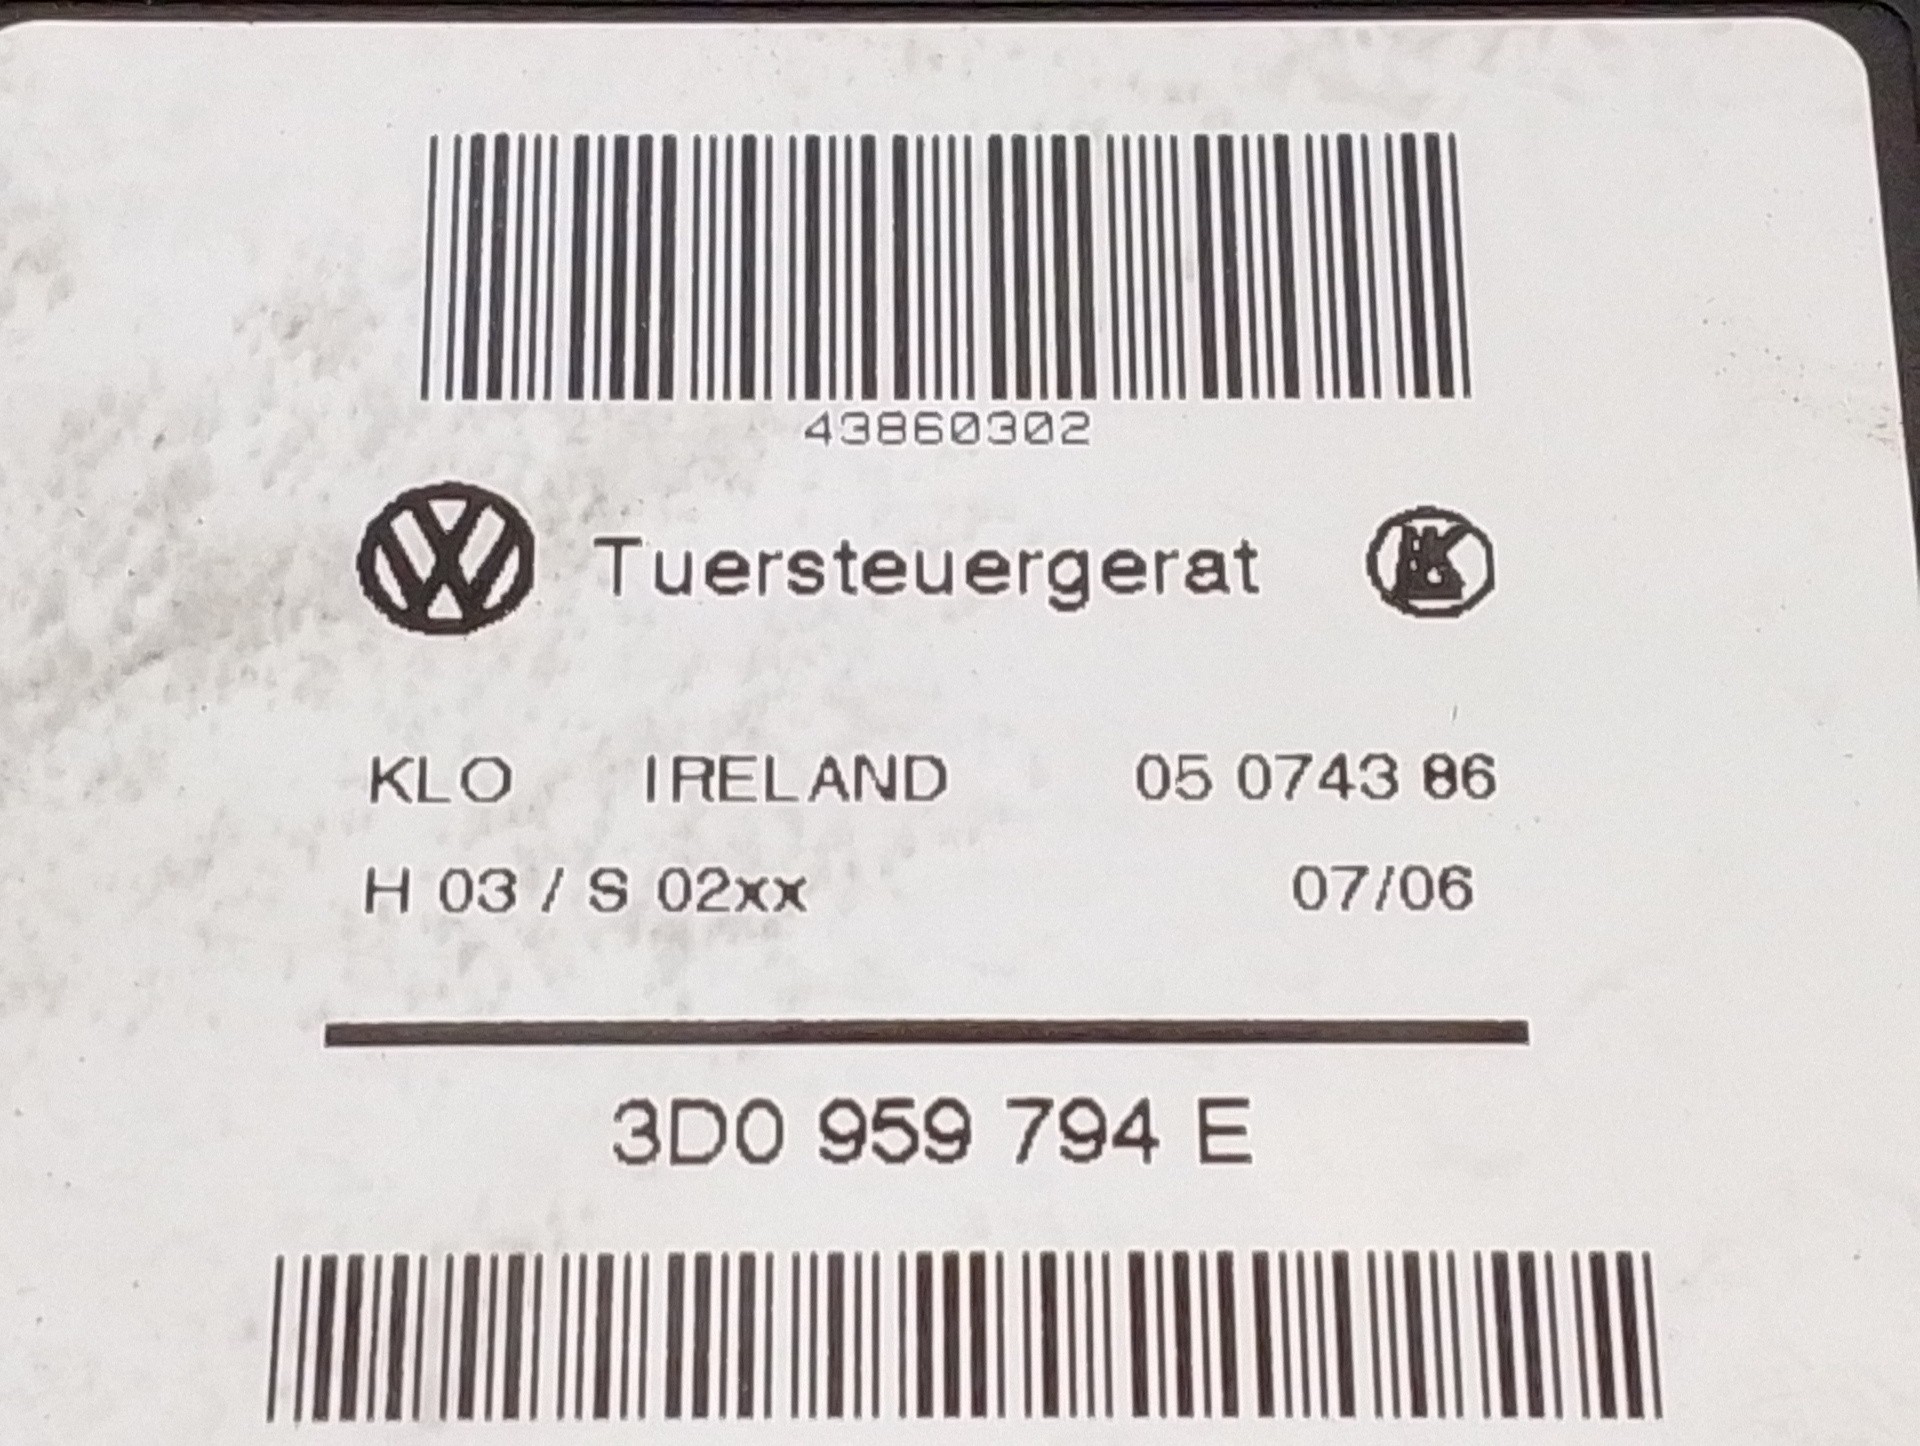 43860302
Tuersteuergerat
KLO IRELAND 05 0743 86
H 03 / S 02xx 07/06
3D0 959 794 E